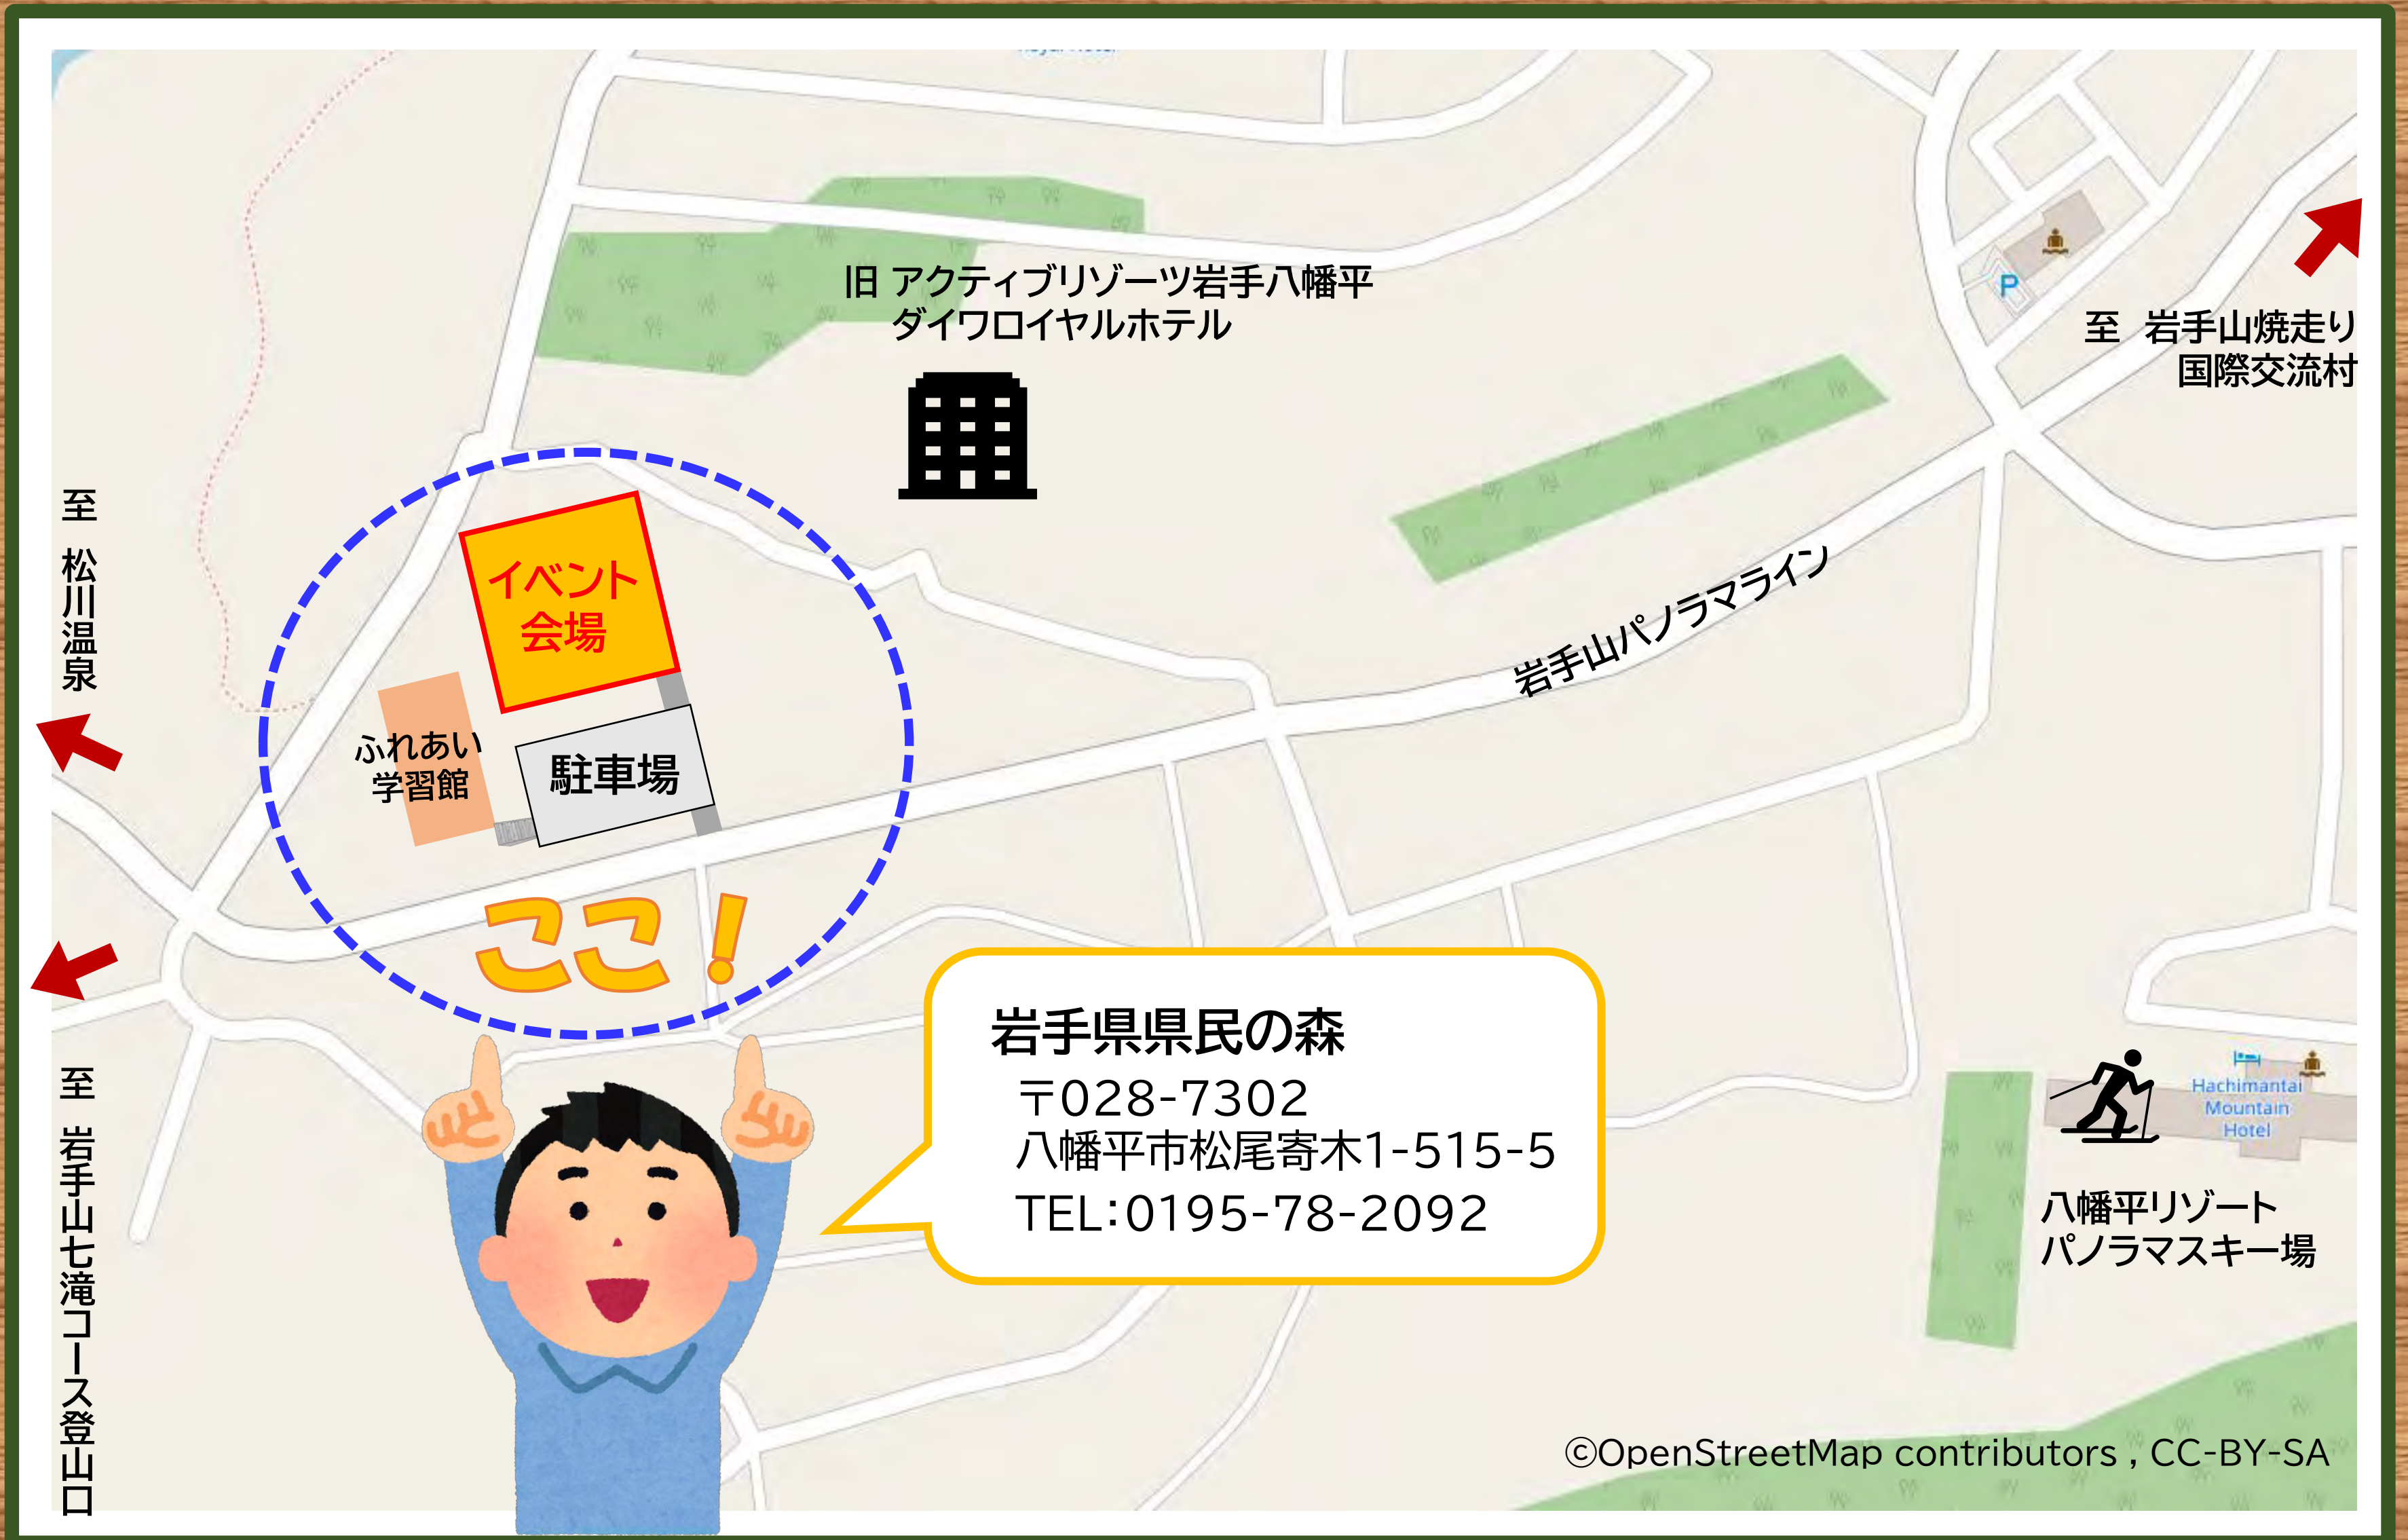 旧 アクティブリゾーツ岩手八幡平
ダイワロイヤルホテル
P
至 岩手山焼走り
国際交流村
至 松川温泉
イベント
会場
岩手山パノラマライン
ふれあい
学習館
駐車場
ここ！
岩手県県民の森
〒028-7302
八幡平市松尾寄木1-515-5
TEL：0195-78-2092
至 岩手山七滝コース登山口
Hachimantai
Mountain
Hotel
八幡平リゾート
パノラマスキー場
©OpenStreetMap contributors , CC-BY-SA